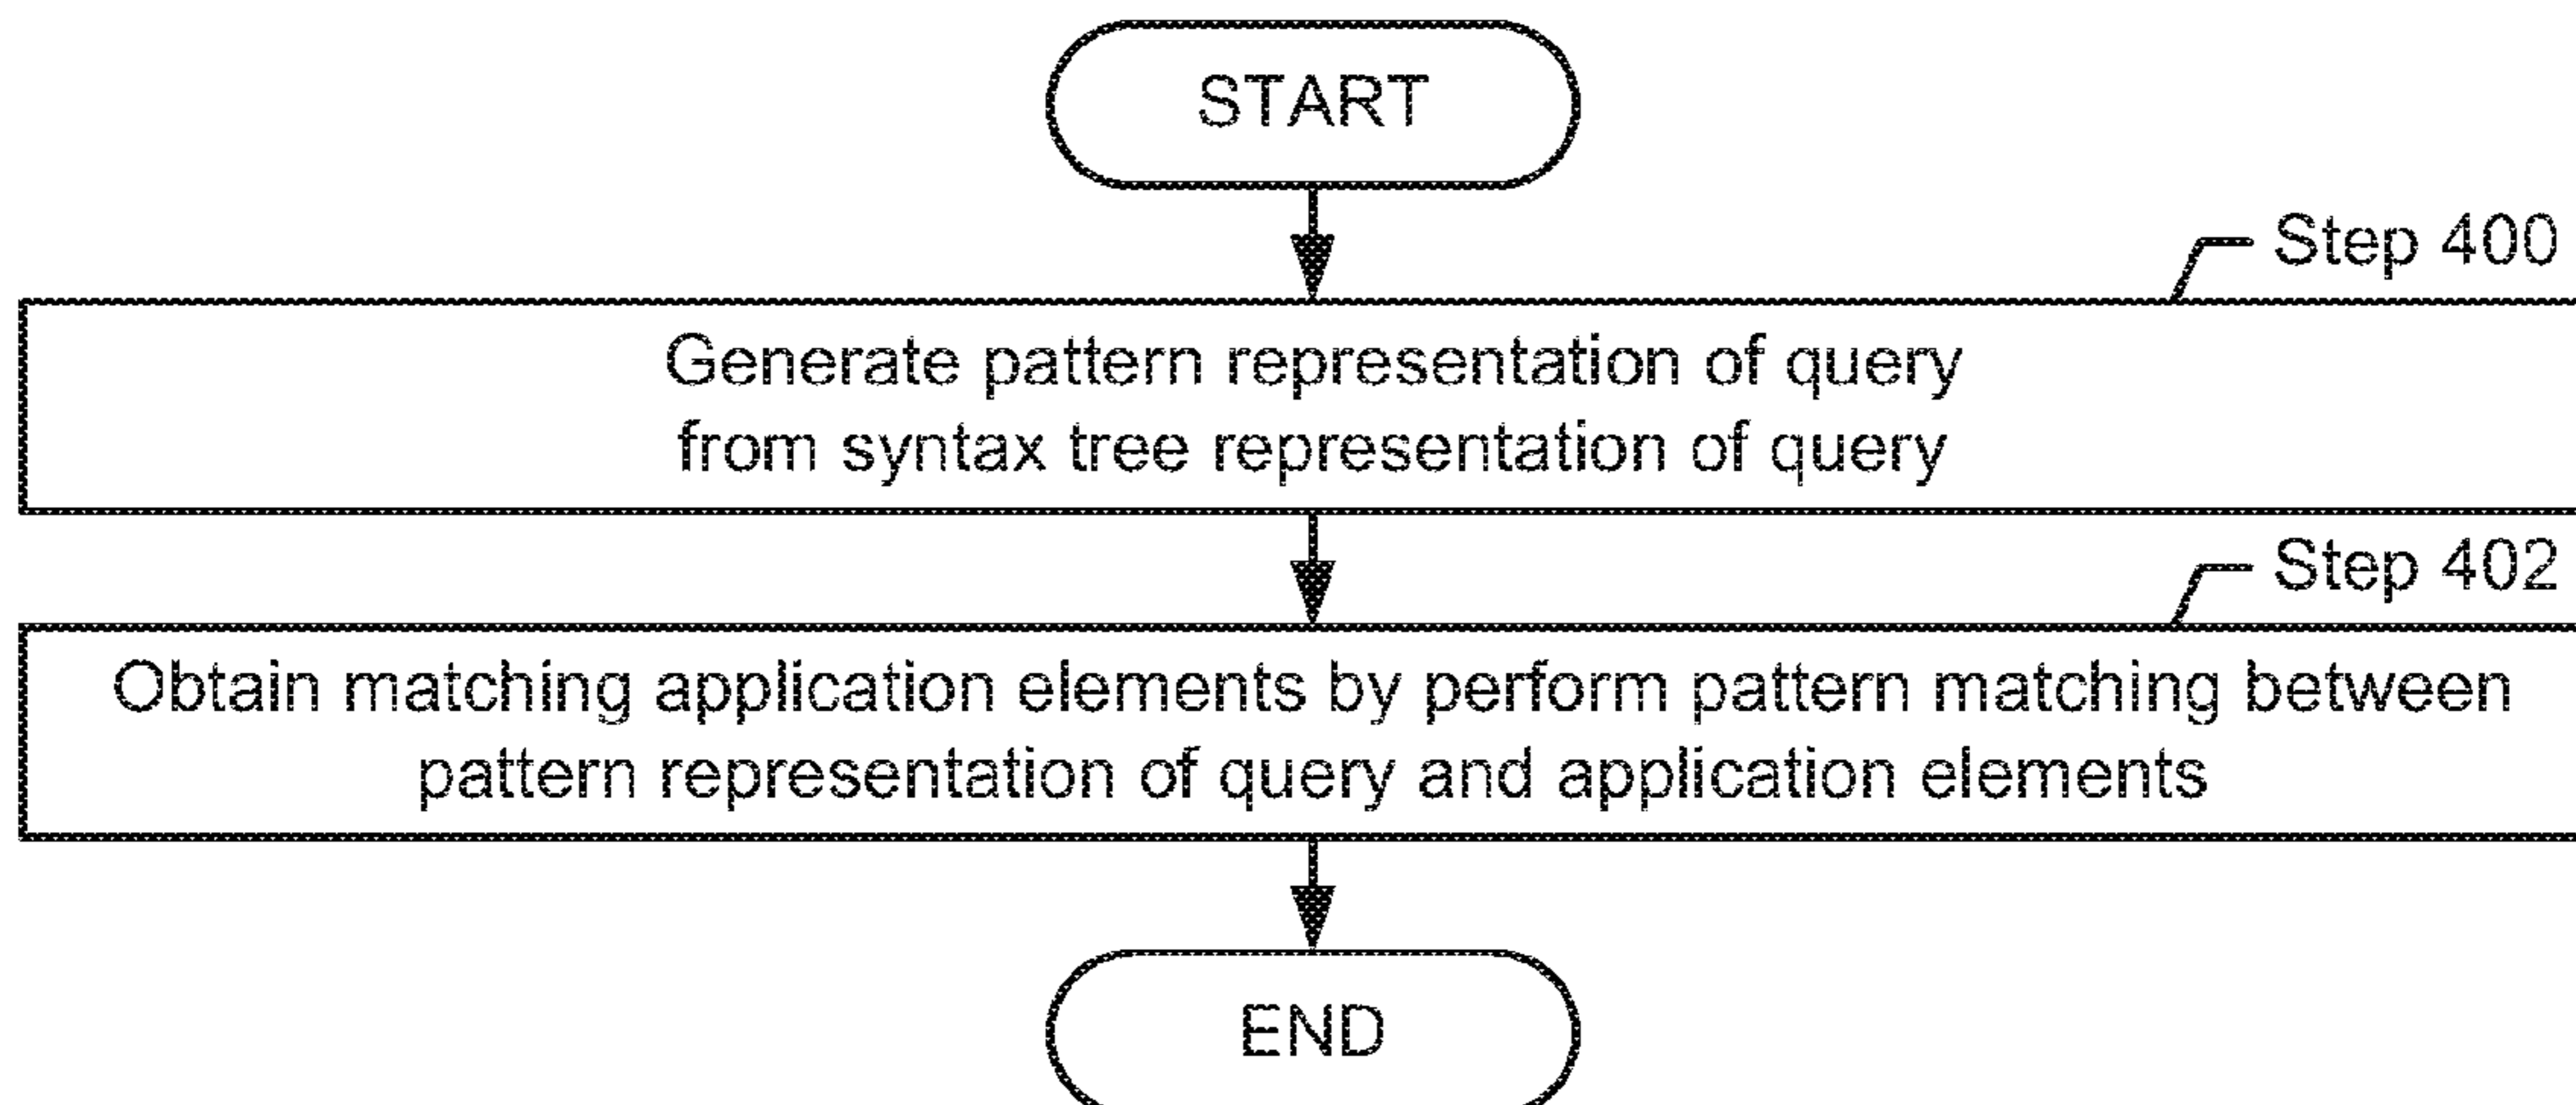 START
Step 400
Generate pattern representation of query
from syntax tree representation of query
Step 402
Obtain matching application elements by perform pattern matching between
pattern representation of query and application elements
END